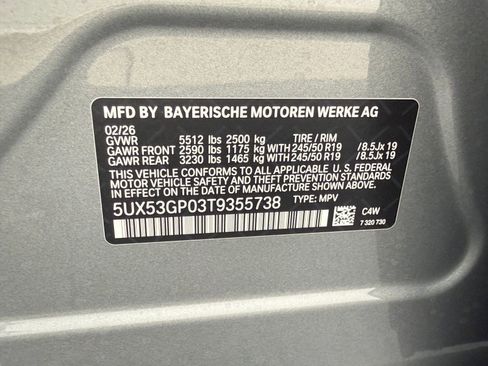 MFD BY BAYERISCHE MOTOREN WERKE AG
02/26
GVWR 5512 lbs 2500 kg TIRE / RIM
GAWR FRONT 2590 lbs 1175 kg WITH 245/50 R19 / 8.5Jx 19
GAWR REAR 3230 lbs 1465 kg WITH 245/50 R19 / 8.5Jx 19
THIS VEHICLE CONFORMS TO ALL APPLICABLE U. S. FEDERAL
MOTOR VEHICLE SAFETY, BUMPER, AND THEFT PREVENTION
STANDARDS IN EFFECT ON THE DATE OF MANUFACTURE SHOWN ABOVE.
5UX53GP03T9355738 TYPE: MPV
C4W
7 320 730